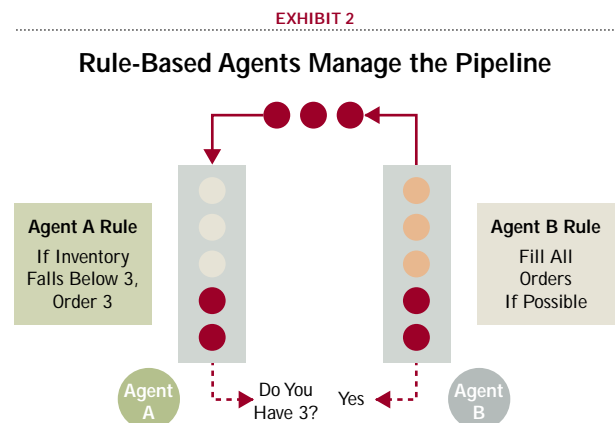 EXHIBIT 2
Rule-Based Agents Manage the Pipeline
Agent A Rule
If Inventory
Falls Below 3,
Order 3
Agent B Rule
Fill All
Orders
If Possible
Agent
A
Do You
Have 3?
Yes
Agent
B